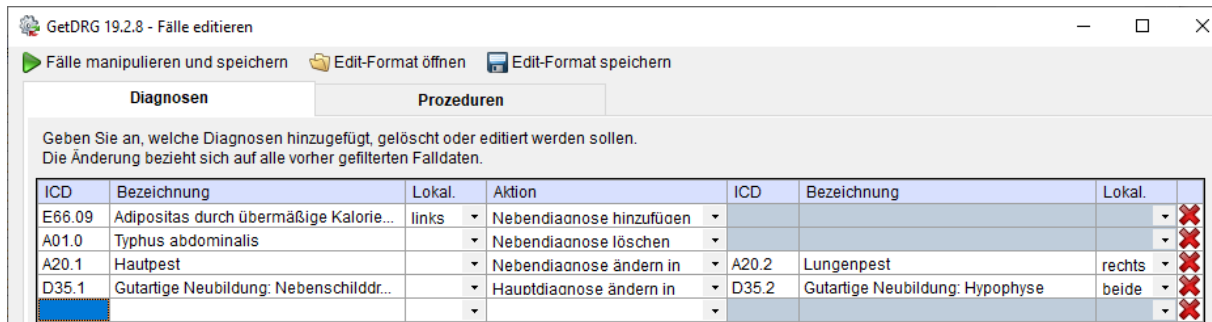 GetDRG 19.2.8 - Fälle editieren
Fälle manipulieren und speichern Edit-Format öffnen Edit-Format speichern
Diagnosen Prozeduren
Geben Sie an, welche Diagnosen hinzugefügt, gelöscht oder editiert werden sollen.
Die Änderung bezieht sich auf alle vorher gefilterten Falldaten.
ICD Bezeichnung Lokal. Aktion ICD Bezeichnung Lokal.
E66.09 Adipositas durch übermäßige Kalorie... links Nebendiagnose hinzufügen
A01.0 Typhus abdominalis Nebendiagnose löschen
A20.1 Hautpest Nebendiagnose ändern in A20.2 Lungenpest rechts
D35.1 Gutartige Neubildung: Nebenschilddr... Hauptdiagnose ändern in D35.2 Gutartige Neubildung: Hypophyse beide